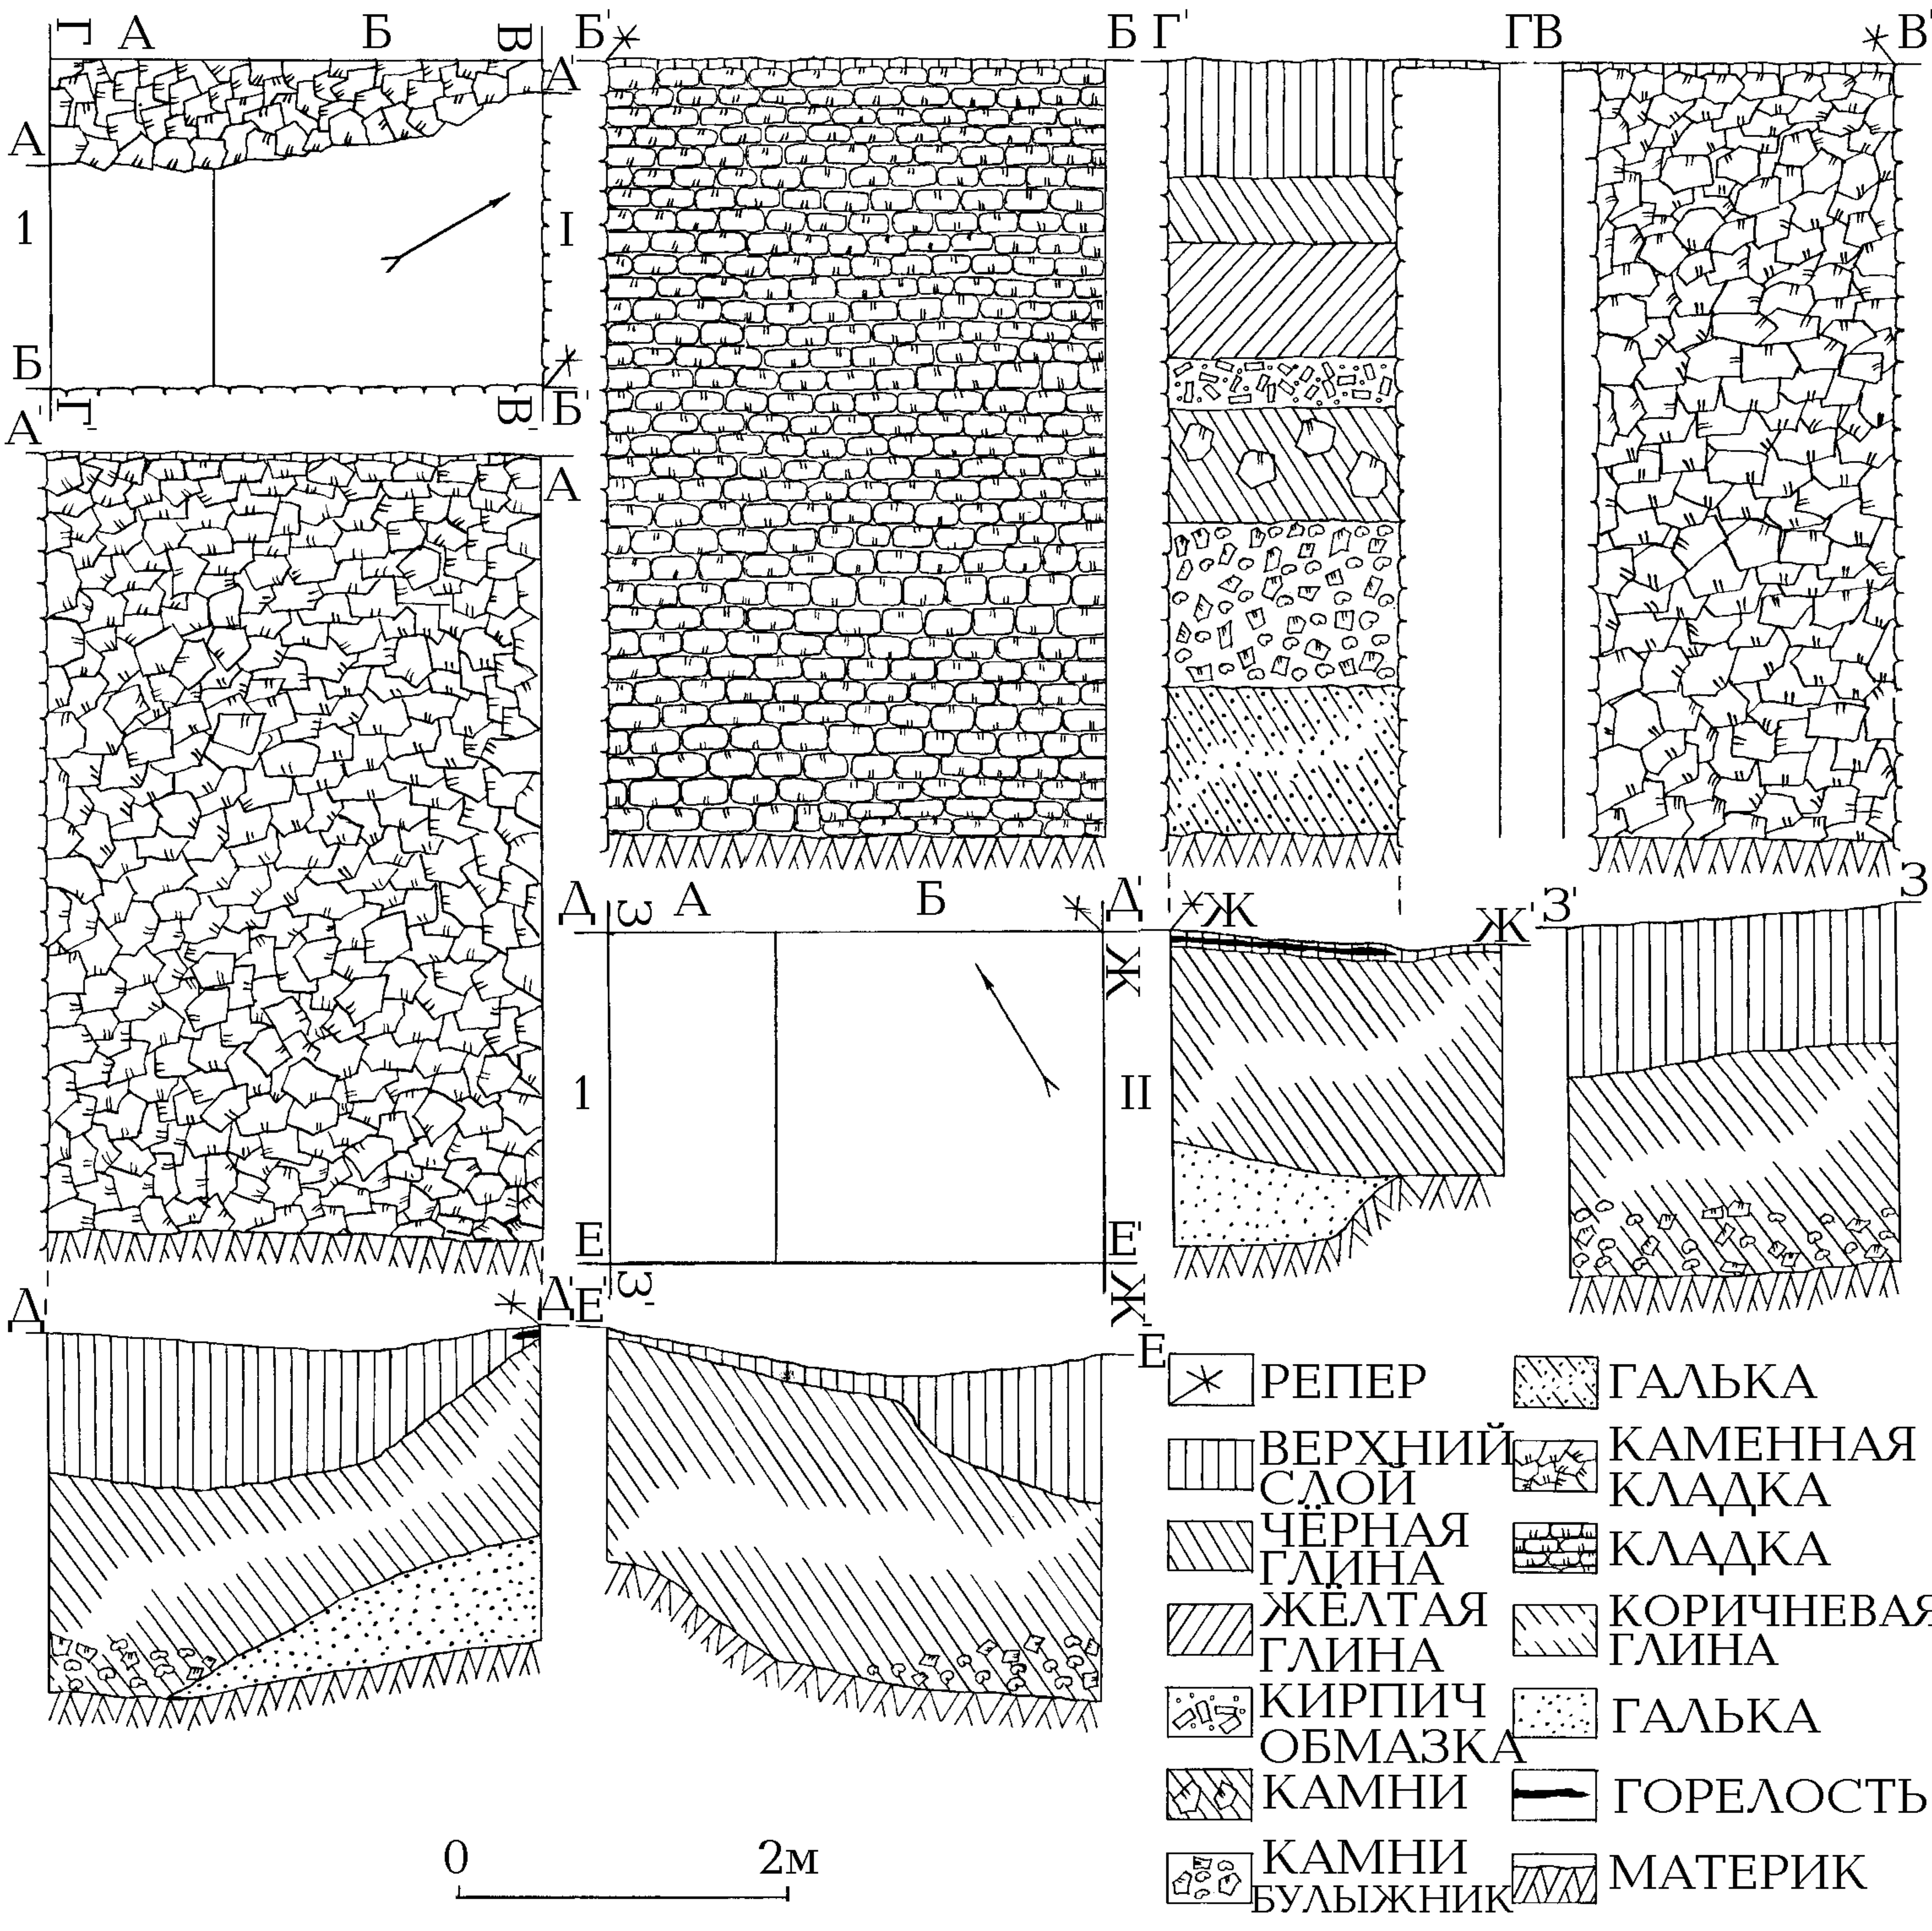 Г А Б В
Б' Б Г' Г В В'
А'
А
1 I
Б
Г' В' Б'
А' А
Д З А Б Д'
Ж Ж' З' З
Ж
1 II
Е Е'
З' Ж'
Д Д' Е' Е
РЕПЕР
ВЕРХНИЙ
СЛОЙ
ЧЁРНАЯ
ГЛИНА
ЖЁЛТАЯ
ГЛИНА
КИРПИЧ
ОБМАЗКА
КАМНИ
КАМНИ
БУЛЫЖНИК
ГАЛЬКА
КАМЕННАЯ
КЛАДКА
КЛАДКА
КОРИЧНЕВАЯ
ГЛИНА
ГАЛЬКА
ГОРЕЛОСТЬ
МАТЕРИК
0 2м